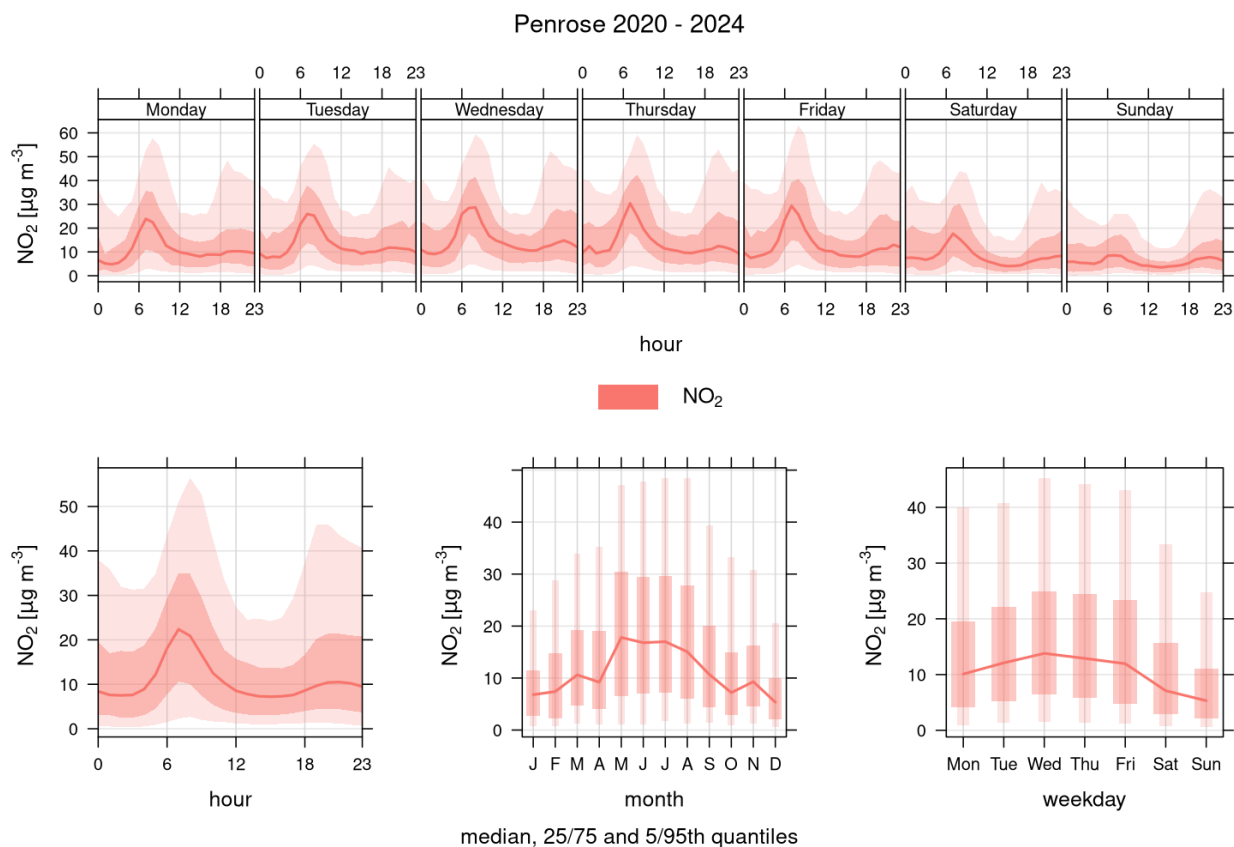 Penrose 2020 - 2024
0 6 12 18 23 0 6 12 18 23 0 6 12 18 23
Monday Tuesday Wednesday Thursday Friday Saturday Sunday
NO₂ [µg m⁻³]
60
50
40
30
20
10
0
0 6 12 18 23 0 6 12 18 23 0 6 12 18 23 0 6 12 18 23
hour
NO₂
NO₂ [µg m⁻³]
50
40
30
20
10
0
0 6 12 18 23
hour
NO₂ [µg m⁻³]
40
30
20
10
0
J F M A M J J A S O N D
month
NO₂ [µg m⁻³]
40
30
20
10
0
Mon Tue Wed Thu Fri Sat Sun
weekday
median, 25/75 and 5/95th quantiles